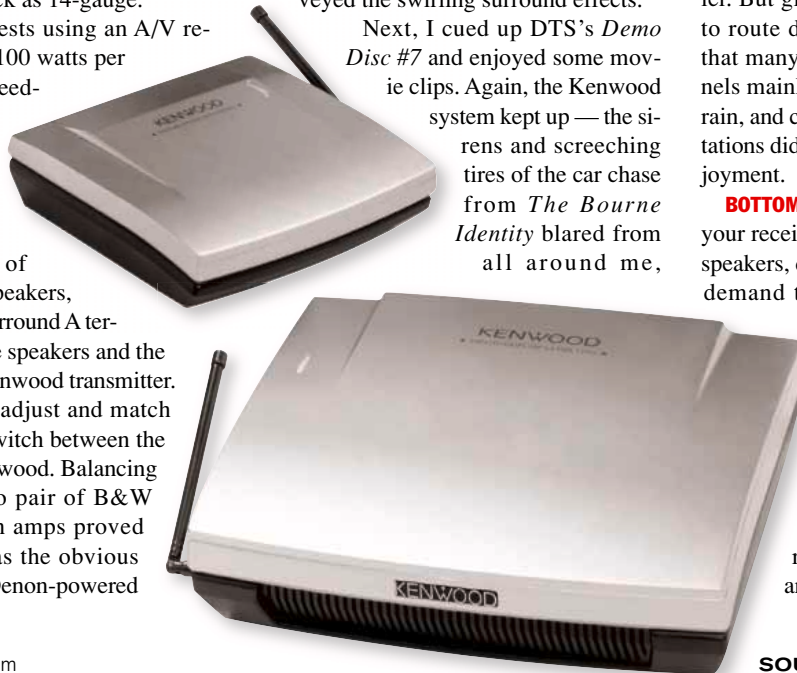 ck as 14-gauge.
ests using an A/V re-
100 watts per
eed-
of
peakers,
rround A ter-
e speakers and the
enwood transmitter.
adjust and match
witch between the
wood. Balancing
o pair of B&W
n amps proved
as the obvious
Denon-powered
m
veyed the swirling surround effects.
Next, I cued up DTS's Demo
Disc #7 and enjoyed some mov-
ie clips. Again, the Kenwood
system kept up — the si-
rens and screeching
tires of the car chase
from The Bourne
Identity blared from
all around me,
to route d
that many
nels mainl
rain, and c
tations did
joyment.
BOTTOM
your recei
speakers, 
demand t
r
ar
SOU
KENWOOD
KENWOOD
KENWOOD